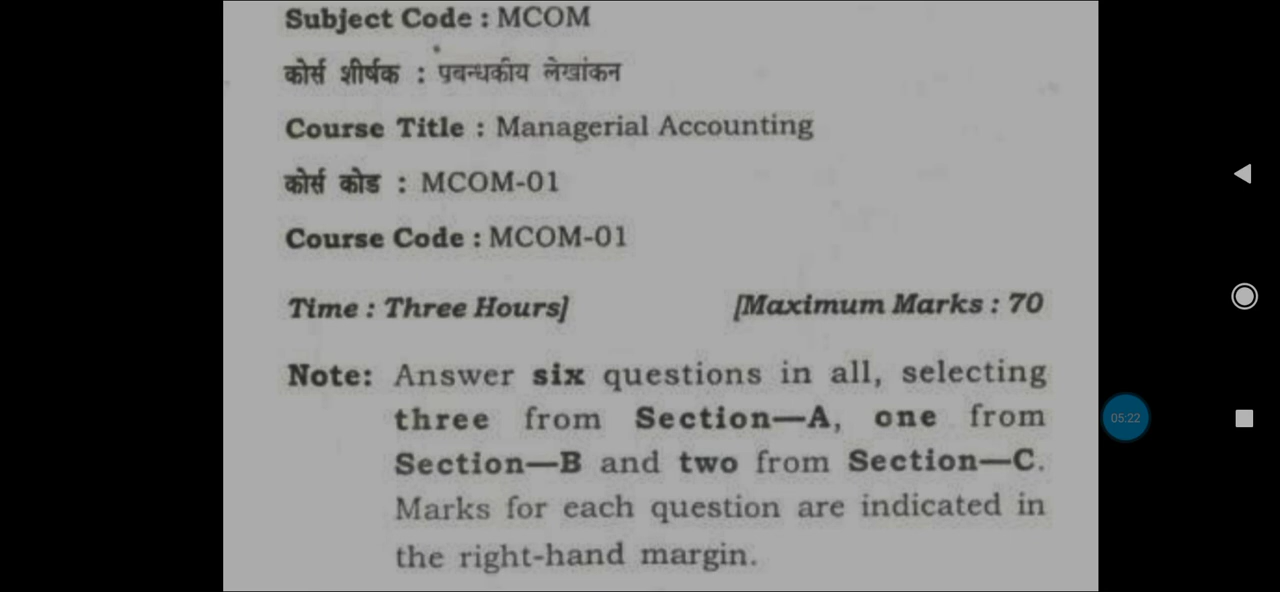 Subject Code : MCOM
कोर्स शीर्षक : प्रबन्धकीय लेखांकन
Course Title : Managerial Accounting
कोर्स कोड : MCOM-01
Course Code : MCOM-01
Time : Three Hours] [Maximum Marks : 70
Note: Answer six questions in all, selecting
three from Section—A, one from
Section—B and two from Section—C.
Marks for each question are indicated in
the right-hand margin.
05:22